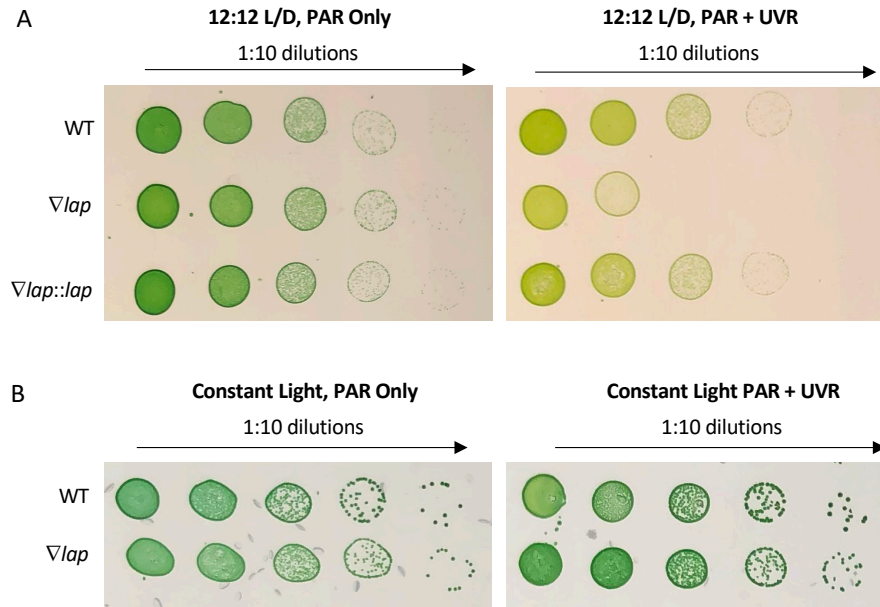 A
12:12 L/D, PAR Only
12:12 L/D, PAR + UVR
1:10 dilutions
1:10 dilutions
WT
∇lap
∇lap::lap
B
Constant Light, PAR Only
Constant Light PAR + UVR
1:10 dilutions
1:10 dilutions
WT
∇lap